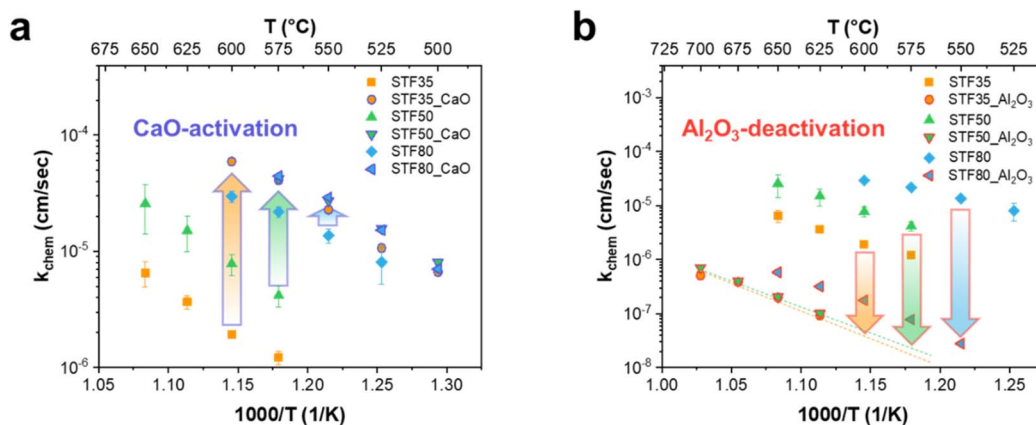 a
T (°C)
675 650 625 600 575 550 525 500
STF35
STF35_CaO
STF50
STF50_CaO
STF80
STF80_CaO
CaO-activation
10⁻⁴
10⁻⁵
10⁻⁶
k_chem (cm/sec)
1.05 1.10 1.15 1.20 1.25 1.30
1000/T (1/K)
b
T (°C)
725 700 675 650 625 600 575 550 525
STF35
STF35_Al₂O₃
STF50
STF50_Al₂O₃
STF80
STF80_Al₂O₃
Al₂O₃-deactivation
10⁻³
10⁻⁴
10⁻⁵
10⁻⁶
10⁻⁷
10⁻⁸
k_chem (cm/sec)
1.00 1.05 1.10 1.15 1.20 1.25
1000/T (1/K)